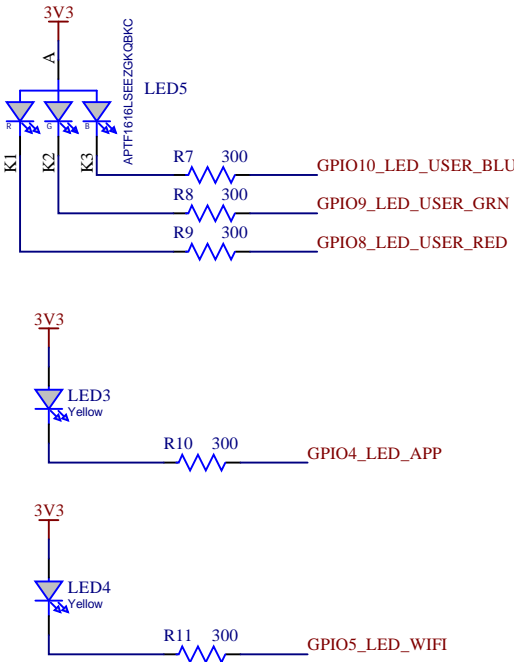 3V3
A
APTF1616LSEEZGKQBKC
LED5
R
G
B
K1
K2
K3
R7 300
GPIO10_LED_USER_BLU
R8 300
GPIO9_LED_USER_GRN
R9 300
GPIO8_LED_USER_RED
3V3
LED3
Yellow
R10 300
GPIO4_LED_APP
3V3
LED4
Yellow
R11 300
GPIO5_LED_WIFI